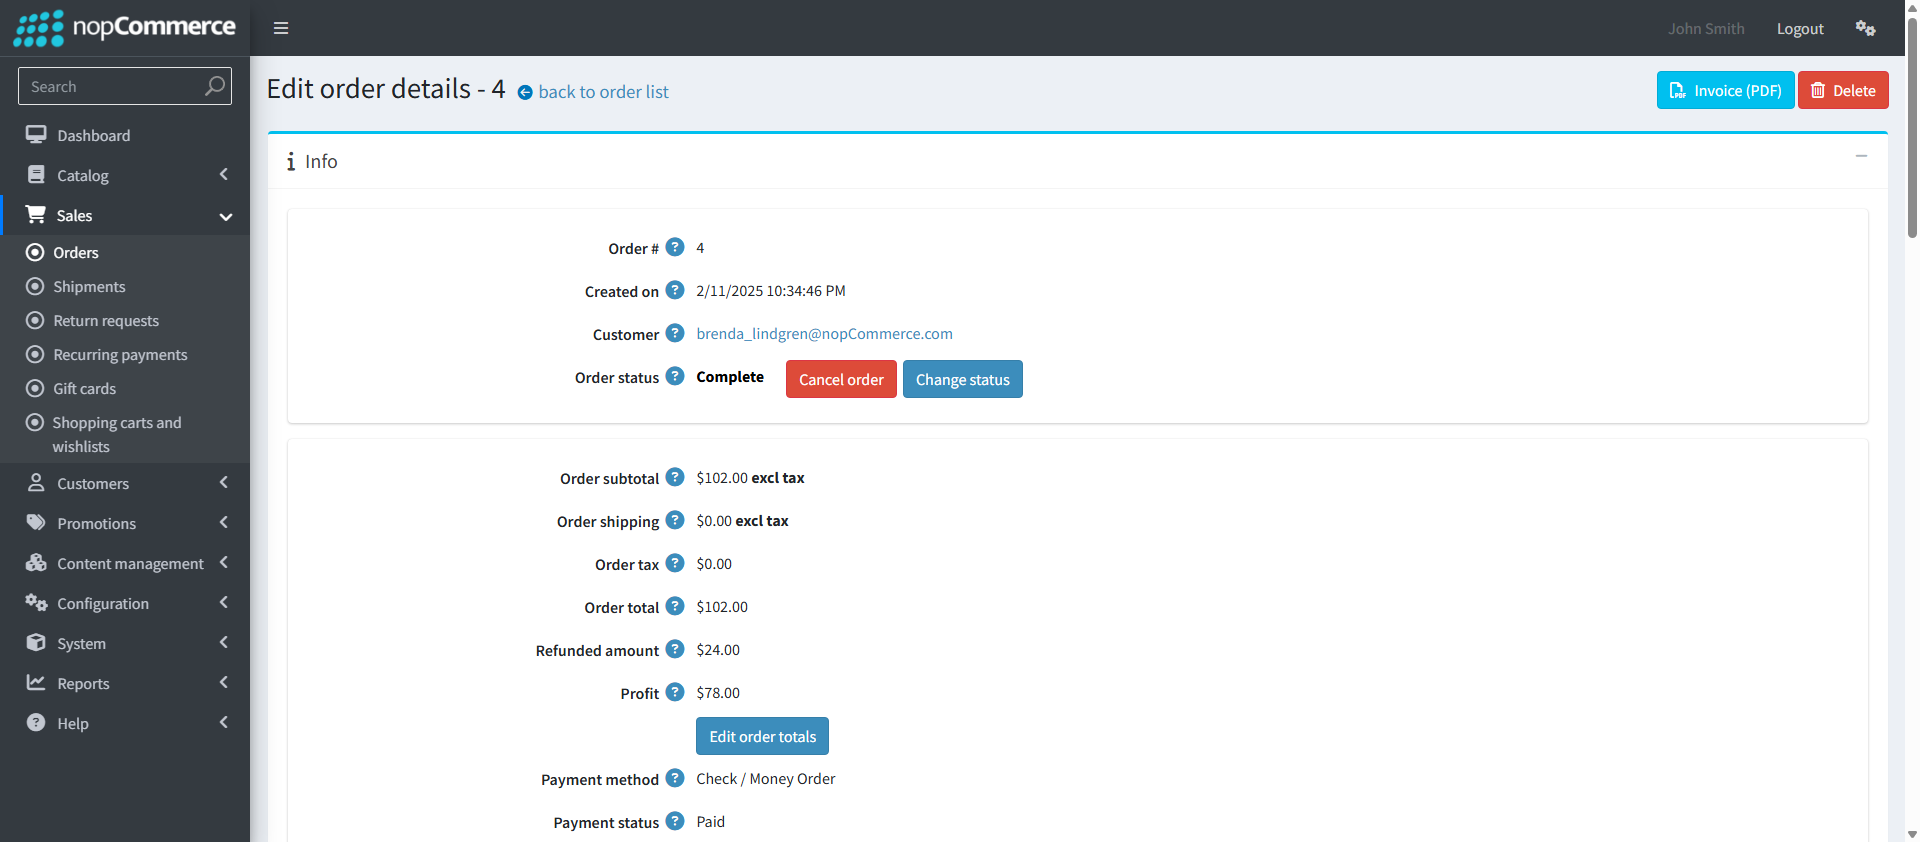 nopCommerce
John Smith
Logout
Search
Dashboard
Catalog
Sales
Orders
Shipments
Return requests
Recurring payments
Gift cards
Shopping carts and
wishlists
Customers
Promotions
Content management
Configuration
System
Reports
Help
Edit order details - 4
back to order list
Invoice (PDF)
Delete
Info
Order # 4
Created on 2/11/2025 10:34:46 PM
Customer brenda_lindgren@nopCommerce.com
Order status Complete Cancel order Change status
Order subtotal $102.00 excl tax
Order shipping $0.00 excl tax
Order tax $0.00
Order total $102.00
Refunded amount $24.00
Profit $78.00
Edit order totals
Payment method Check / Money Order
Payment status Paid